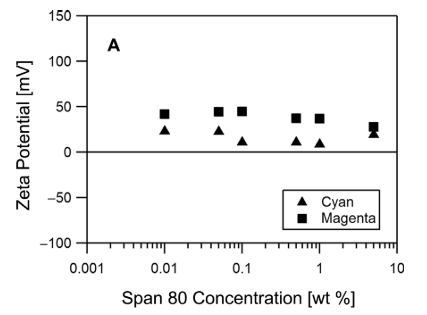 150
A
100
50
0
−50
−100
Zeta Potential [mV]
Cyan
Magenta
0.001 0.01 0.1 1 10
Span 80 Concentration [wt %]